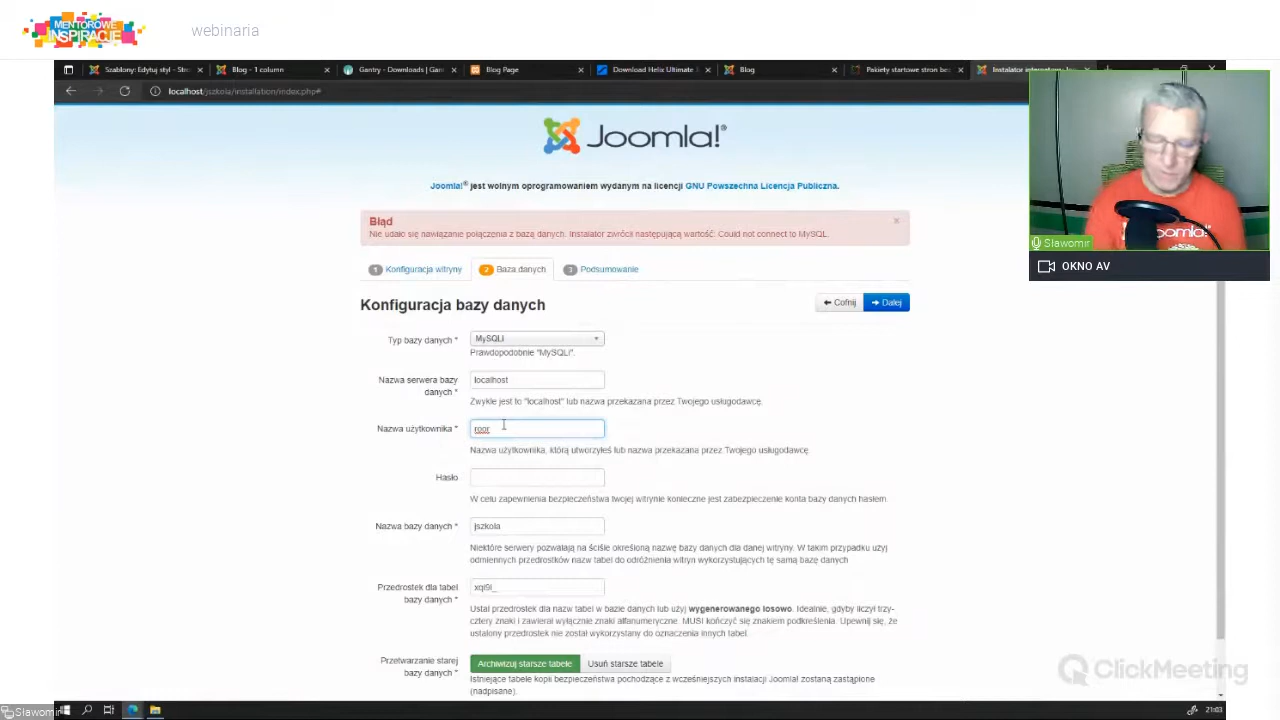 MENTOROWE
INSPIRACJE
webinaria
Szablony: Edytuj styl - Str
Blog - 1 column
Gantry - Downloads | Gan
Blog Page
Download Helix Ultimate
Blog
Pakiety startowe stron be
Instalator internetowy: Jo
localhost/jszkola/installation/index.php#
Joomla!®
Joomla!® jest wolnym oprogramowaniem wydanym na licencji GNU Powszechna Licencja Publiczna.
Błąd
Nie udało się nawiązanie połączenia z bazą danych. Instalator zwrócił następującą wartość: Could not connect to MySQL.
1 Konfiguracja witryny
2 Baza danych
3 Podsumowanie
Konfiguracja bazy danych
Cofnij
Dalej
Typ bazy danych *
MySQLi
Prawdopodobnie "MySQLi".
Nazwa serwera bazy
danych *
localhost
Zwykle jest to "localhost" lub nazwa przekazana przez Twojego usługodawcę.
Nazwa użytkownika *
roor
Nazwa użytkownika, którą utworzyłeś lub nazwa przekazana przez Twojego usługodawcę
Hasło
W celu zapewnienia bezpieczeństwa twojej witrynie konieczne jest zabezpieczenie konta bazy danych hasłem
Nazwa bazy danych *
jszkola
Niektóre serwery pozwalają na ściśle określoną nazwę bazy danych dla danej witryny. W takim przypadku użyj
odmiennych przedrostków nazw tabel do odróżnienia witryn wykorzystujących tę samą bazę danych
Przedrostek dla tabel
bazy danych *
xqi9l_
Ustal przedrostek dla nazw tabel w bazie danych lub użyj wygenerowanego losowo. Idealnie, gdyby liczył trzy-
cztery znaki i zawierał wyłącznie znaki alfanumeryczne. MUSI kończyć się znakiem podkreślenia. Upewnij się, że
ustalony przedrostek nie został wykorzystany do oznaczenia innych tabel.
Przetwarzanie starej
bazy danych *
Archiwizuj starsze tabele
Usuń starsze tabele
Istniejące tabele kopii bezpieczeństwa pochodzące z wcześniejszych instalacji Joomla! zostaną zastąpione
(nadpisane).
oomla!
Slawomir
OKNO AV
ClickMeeting
Slawomir
21:03